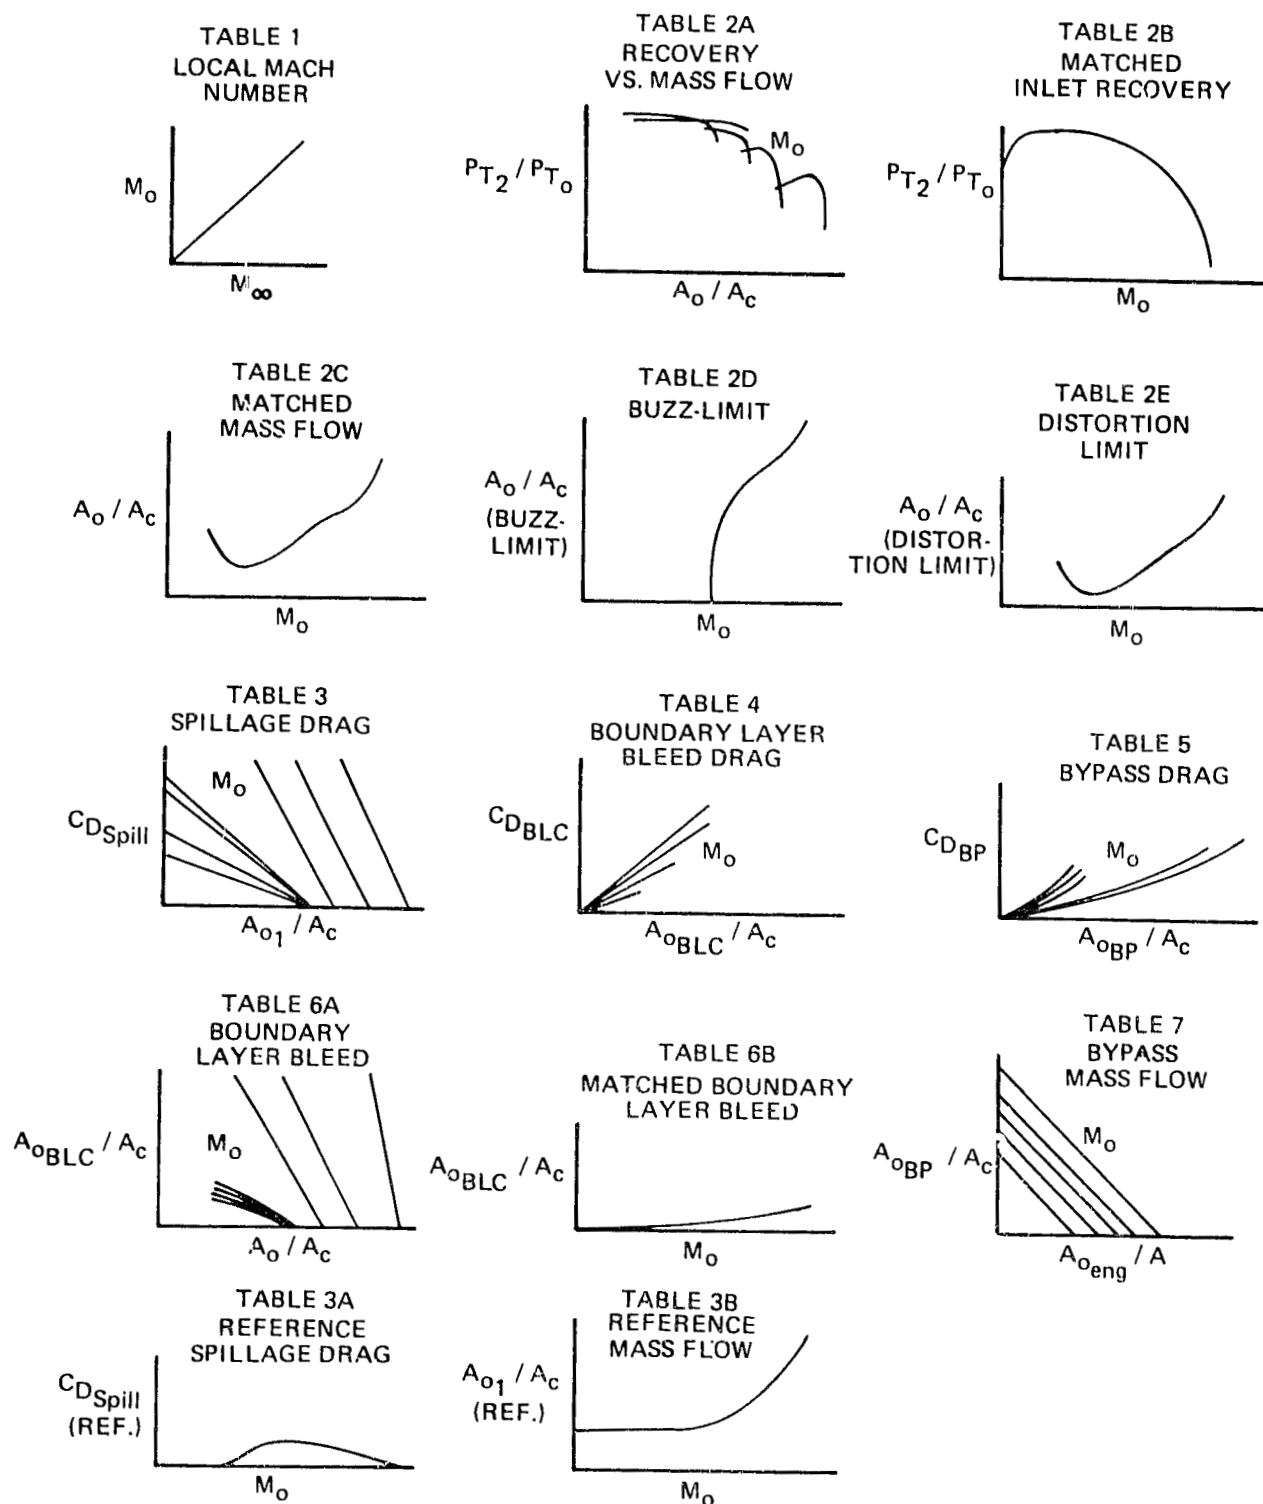 TABLE 1
LOCAL MACH
NUMBER
Mo
M∞
TABLE 2A
RECOVERY
VS. MASS FLOW
PT2 / PTo
Mo
Ao / Ac
TABLE 2B
MATCHED
INLET RECOVERY
PT2 / PTo
Mo
TABLE 2C
MATCHED
MASS FLOW
Ao / Ac
Mo
TABLE 2D
BUZZ-LIMIT
Ao / Ac
(BUZZ-
LIMIT)
Mo
TABLE 2E
DISTORTION
LIMIT
Ao / Ac
(DISTOR-
TION LIMIT)
Mo
TABLE 3
SPILLAGE DRAG
Mo
CDSpill
Ao1 / Ac
TABLE 4
BOUNDARY LAYER
BLEED DRAG
CDBLC
Mo
AoBLC / Ac
TABLE 5
BYPASS DRAG
CDBP
Mo
AoBP / Ac
TABLE 6A
BOUNDARY
LAYER BLEED
AoBLC / Ac
Mo
Ao / Ac
TABLE 6B
MATCHED BOUNDARY
LAYER BLEED
AoBLC / Ac
Mo
TABLE 7
BYPASS
MASS FLOW
Mo
AoBP / Ac
Aoeng / A
TABLE 3A
REFERENCE
SPILLAGE DRAG
CDSpill
(REF.)
Mo
TABLE 3B
REFERENCE
MASS FLOW
Ao1 / Ac
(REF.)
Mo